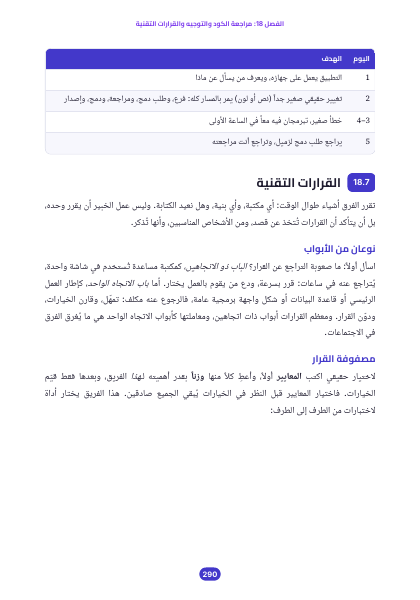 الفصل 18: مراجعة الكود والتوجيه والقرارات التقنية
اليوم الهدف
1 التطبيق يعمل على جهازه، ويعرف من يسأل عن ماذا
2 تغيير حقيقي صغير جداً (نص أو لون) يمر بالمسار كله: فرع، وطلب دمج، ومراجعة، ودمج، وإصدار
3–4 خطأ صغير، تبرمجان فيه معاً في الساعة الأولى
5 يراجع طلب دمج لزميل، وتراجع أنت مراجعته
18.7 القرارات التقنية
تقرر الفرق أشياء طوال الوقت: أي مكتبة، وأي بنية، وهل نعيد الكتابة. وليس عمل الخبير أن يقرر وحده،
بل أن يتأكد أن القرارات تُتخذ عن قصد، ومن الأشخاص المناسبين، وأنها تُذكر.
نوعان من الأبواب
اسأل أولاً: ما صعوبة التراجع عن القرار؟ الباب ذو الاتجاهين، كمكتبة مساعدة تُستخدم في شاشة واحدة،
يُتراجع عنه في ساعات: قرر بسرعة، ودع من يقوم بالعمل يختار. أما باب الاتجاه الواحد، كإطار العمل
الرئيسي أو قاعدة البيانات أو شكل واجهة برمجية عامة، فالرجوع عنه مكلف: تمهّل، وقارن الخيارات،
ودوّن القرار. ومعظم القرارات أبواب ذات اتجاهين، ومعاملتها كأبواب الاتجاه الواحد هي ما يُغرق الفرق
في الاجتماعات.
مصفوفة القرار
لاختيار حقيقي اكتب المعايير أولاً، وأعطِ كلاً منها وزناً بقدر أهميته لهذا الفريق، وبعدها فقط قيّم
الخيارات. فاختيار المعايير قبل النظر في الخيارات يُبقي الجميع صادقين. هذا الفريق يختار أداة
لاختبارات من الطرف إلى الطرف:
290